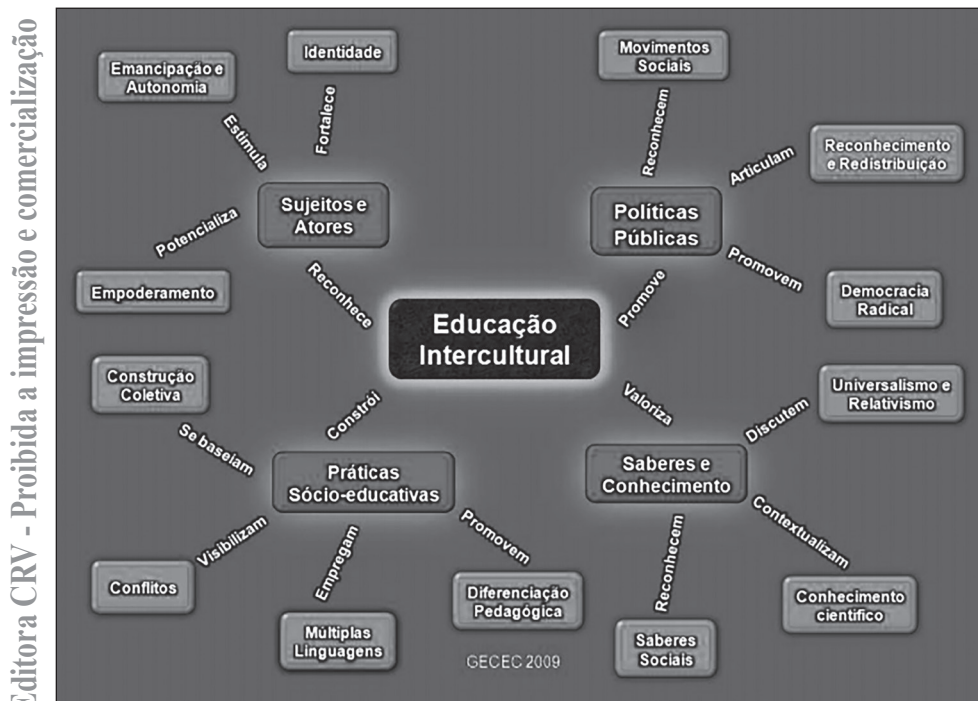 Editora CRV - Proibida a impressão e comercialização
Identidade
Emancipação e
Autonomia
Estimula
Fortalece
Sujeitos e
Atores
Potencializa
Empoderamento
Reconhece
Movimentos
Sociais
Reconhecem
Articulam
Reconhecimento
e Redistribuição
Políticas
Públicas
Promovem
Democracia
Radical
Promove
Educação
Intercultural
Construção
Coletiva
Se baseiam
Constrói
Práticas
Sócio-educativas
Visibilizam
Conflitos
Empregam
Múltiplas
Linguagens
Promovem
Diferenciação
Pedagógica
Valoriza
Saberes e
Conhecimento
Discutem
Universalismo e
Relativismo
Contextualizam
Conhecimento
científico
Reconhecem
Saberes
Sociais
GECEC 2009